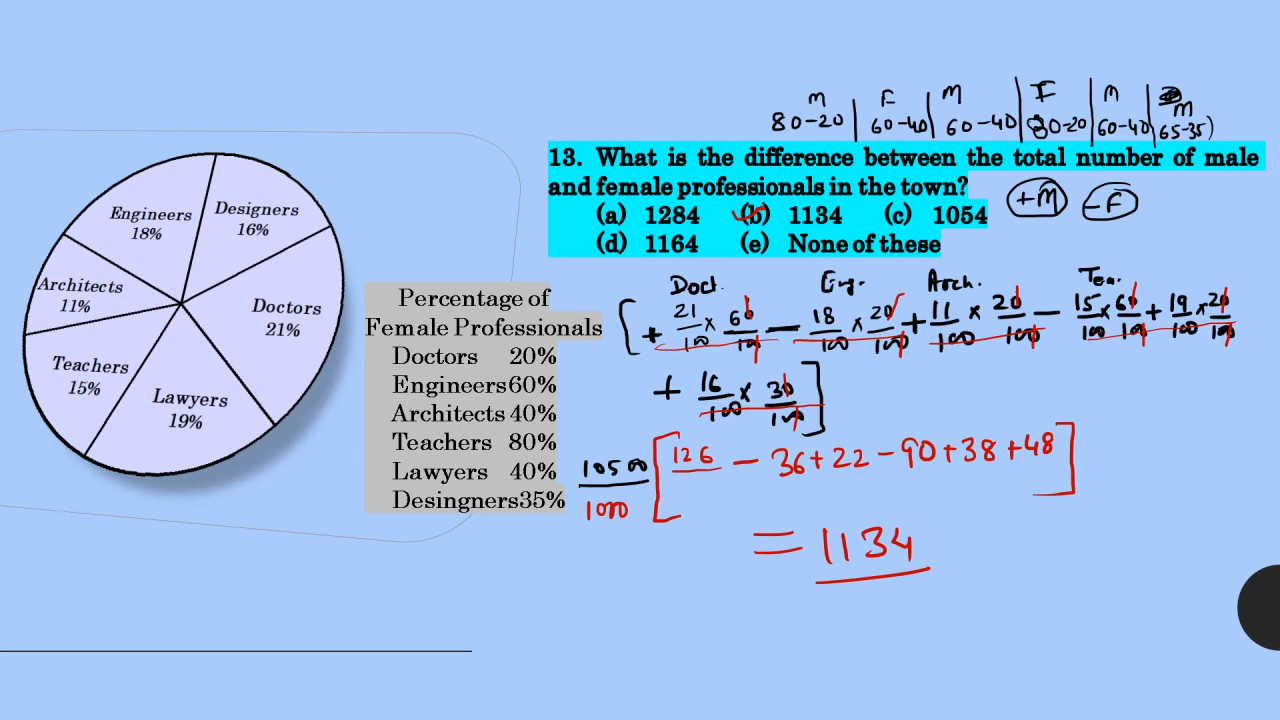 M | F | M | F | M | M
80-20 | 60-40 | 60-40 | 80-20 | 60-40 | 65-35)
13. What is the difference between the total number of male
and female professionals in the town?
+M -F
(a) 1284 (b) 1134 (c) 1054
(d) 1164 (e) None of these
Engineers
18%
Designers
16%
Architects
11%
Doctors
21%
Teachers
15%
Lawyers
19%
Percentage of
Female Professionals
Doctors 20%
Engineers 60%
Architects 40%
Teachers 80%
Lawyers 40%
Desingners 35%
Doct. Eng. Arch. Tea.
[+ 21/100 × 60/100 - 18/100 × 20/100 + 11/100 × 20/100 - 15/100 × 60/100 + 19/100 × 20/100
+ 16/100 × 30/100]
10500/1000 [126 - 36 + 22 - 90 + 38 + 48]
= 1134